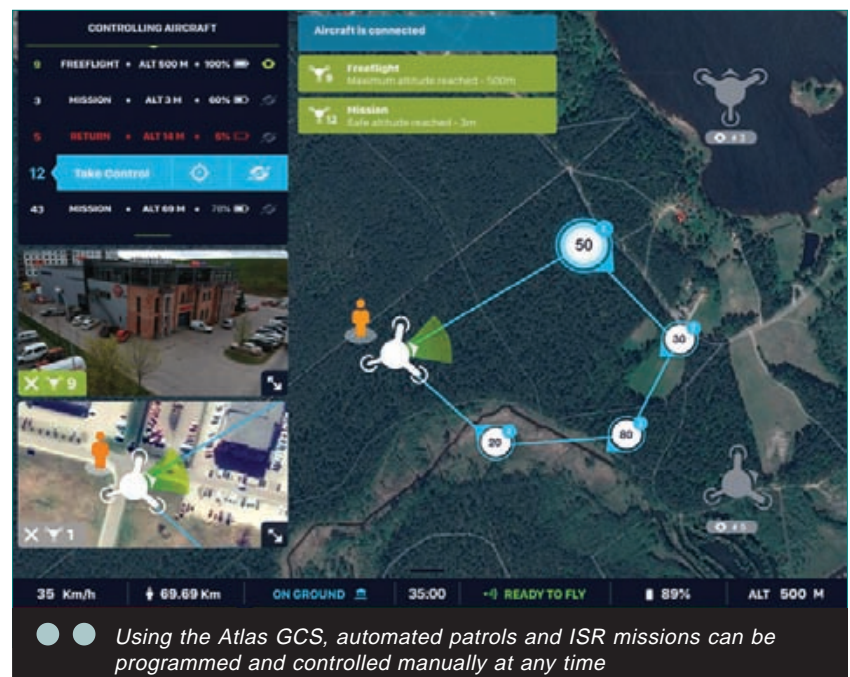 CONTROLLING AIRCRAFT
9 FREEFLIGHT • ALT 500 M • 100%
3 MISSION • ALT 3 M • 60%
5 RETURN • ALT 14 M • 6%
12 Take Control
43 MISSION • ALT 69 M • 78%
Aircraft is connected
9 Freeflight
Maximum altitude reached - 500m
12 Mission
Safe altitude reached - 3m
50
30
80
20
9
1
35 Km/h
69.69 Km
ON GROUND
35:00
READY TO FLY
89%
ALT 500 M
Using the Atlas GCS, automated patrols and ISR missions can be
programmed and controlled manually at any time